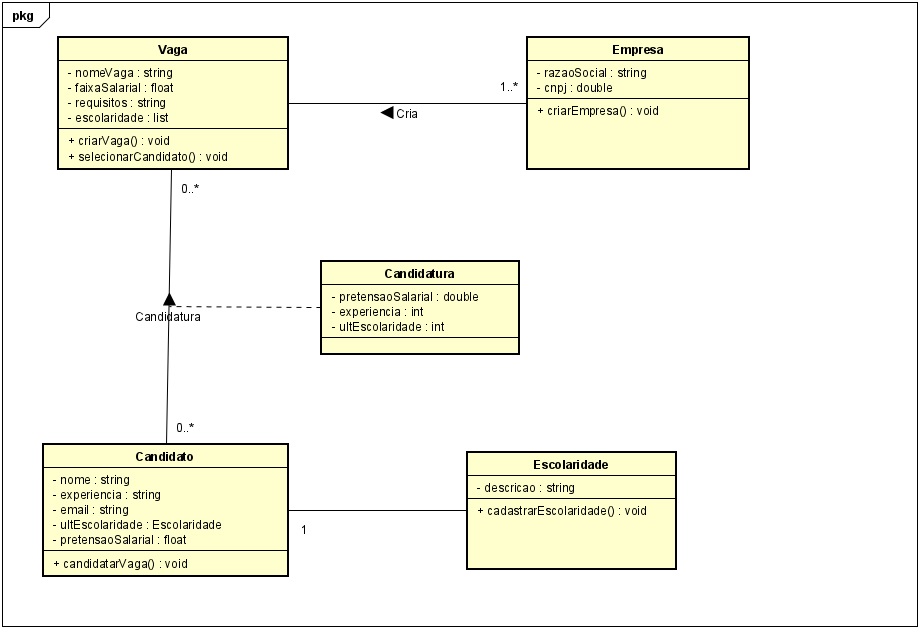 pkg
Vaga
- nomeVaga : string
- faixaSalarial : float
- requisitos : string
- escolaridade : list
+ criarVaga() : void
+ selecionarCandidato() : void
Empresa
- razaoSocial : string
- cnpj : double
+ criarEmpresa() : void
1..*
Cria
0..*
Candidatura
- pretensaoSalarial : double
- experiencia : int
- ultEscolaridade : int
Candidatura
0..*
Candidato
- nome : string
- experiencia : string
- email : string
- ultEscolaridade : Escolaridade
- pretensaoSalarial : float
+ candidatarVaga() : void
1
Escolaridade
- descricao : string
+ cadastrarEscolaridade() : void